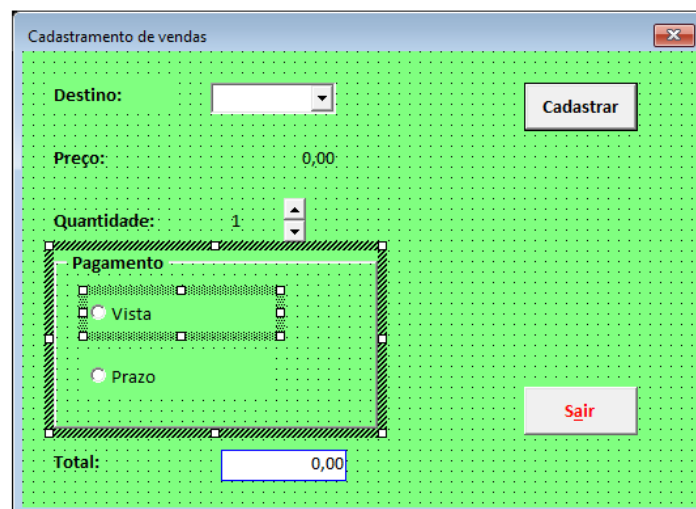 Cadastramento de vendas
Destino:
Cadastrar
Preço: 0,00
Quantidade: 1
Pagamento
Vista
Prazo
Sair
Total: 0,00